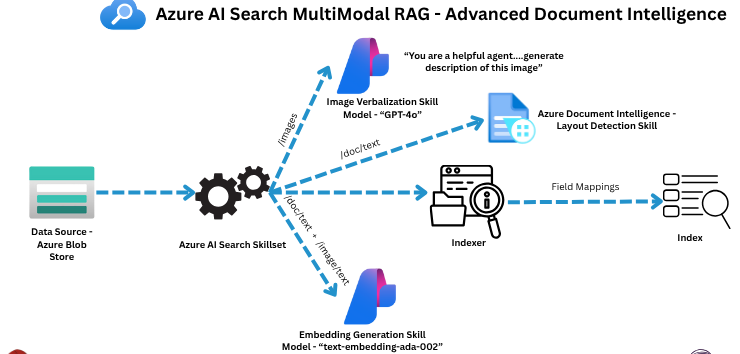 Azure AI Search MultiModal RAG - Advanced Document Intelligence
“You are a helpful agent....generate
description of this image”
Image Verbalization Skill
Model - “GPT-4o”
/images
Azure Document Intelligence -
Layout Detection Skill
/doc/text
Data Source -
Azure Blob
Store
Azure AI Search Skillset
/doc/text + /image/text
Indexer
Field Mappings
Index
Embedding Generation Skill
Model - “text-embedding-ada-002”